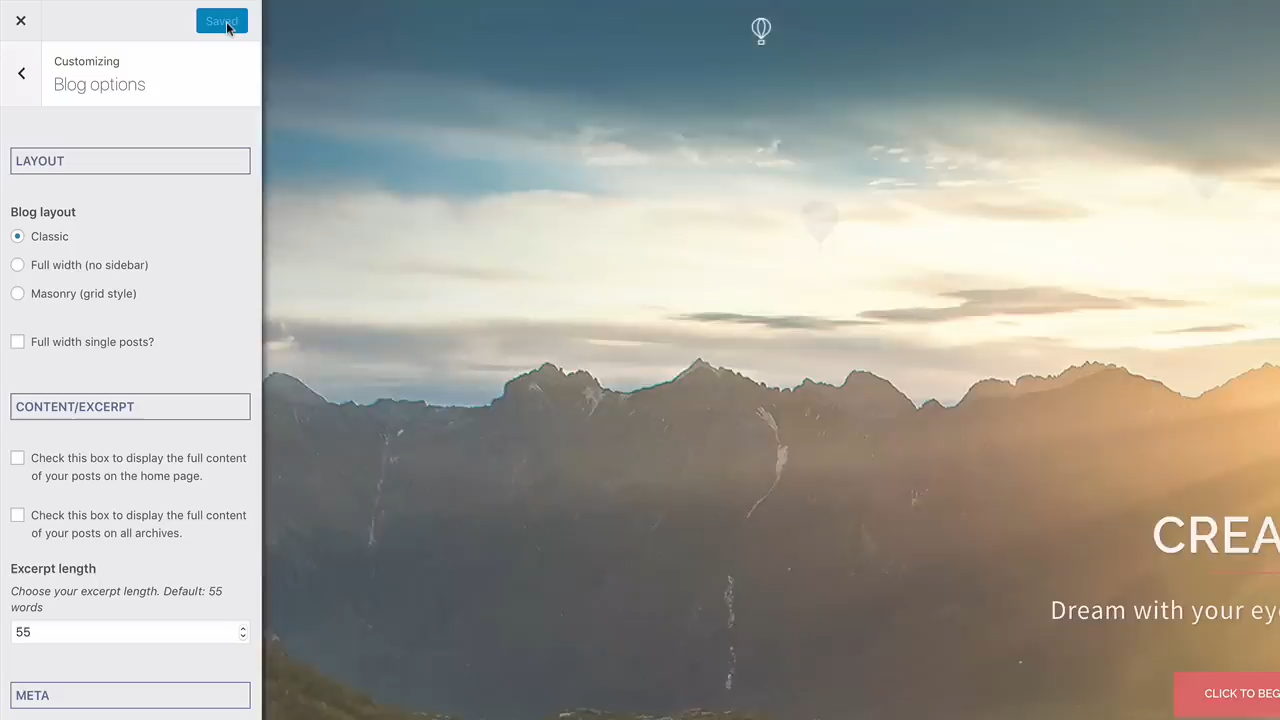 Saved
Customizing
Blog options
LAYOUT
Blog layout
Classic
Full width (no sidebar)
Masonry (grid style)
Full width single posts?
CONTENT/EXCERPT
Check this box to display the full content
of your posts on the home page.
Check this box to display the full content
of your posts on all archives.
Excerpt length
Choose your excerpt length. Default: 55
words
55
META
CREA
Dream with your eye
CLICK TO BEG